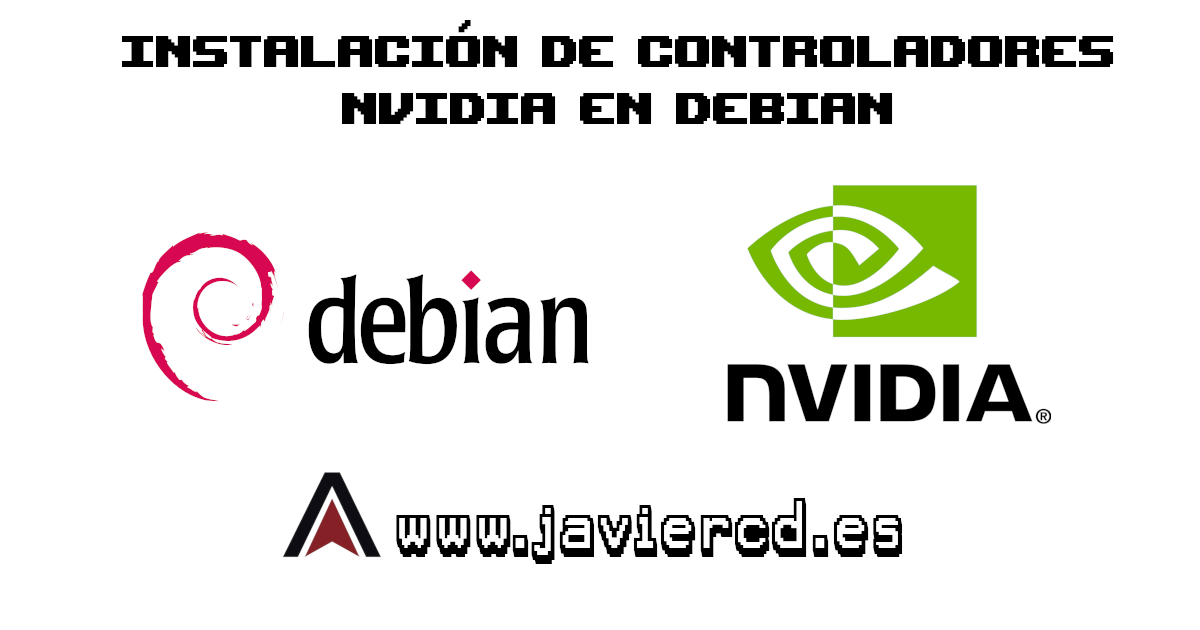 INSTALACIÓN DE CONTROLADORES
NVIDIA EN DEBIAN
debian
NVIDIA®
www.javiercd.es